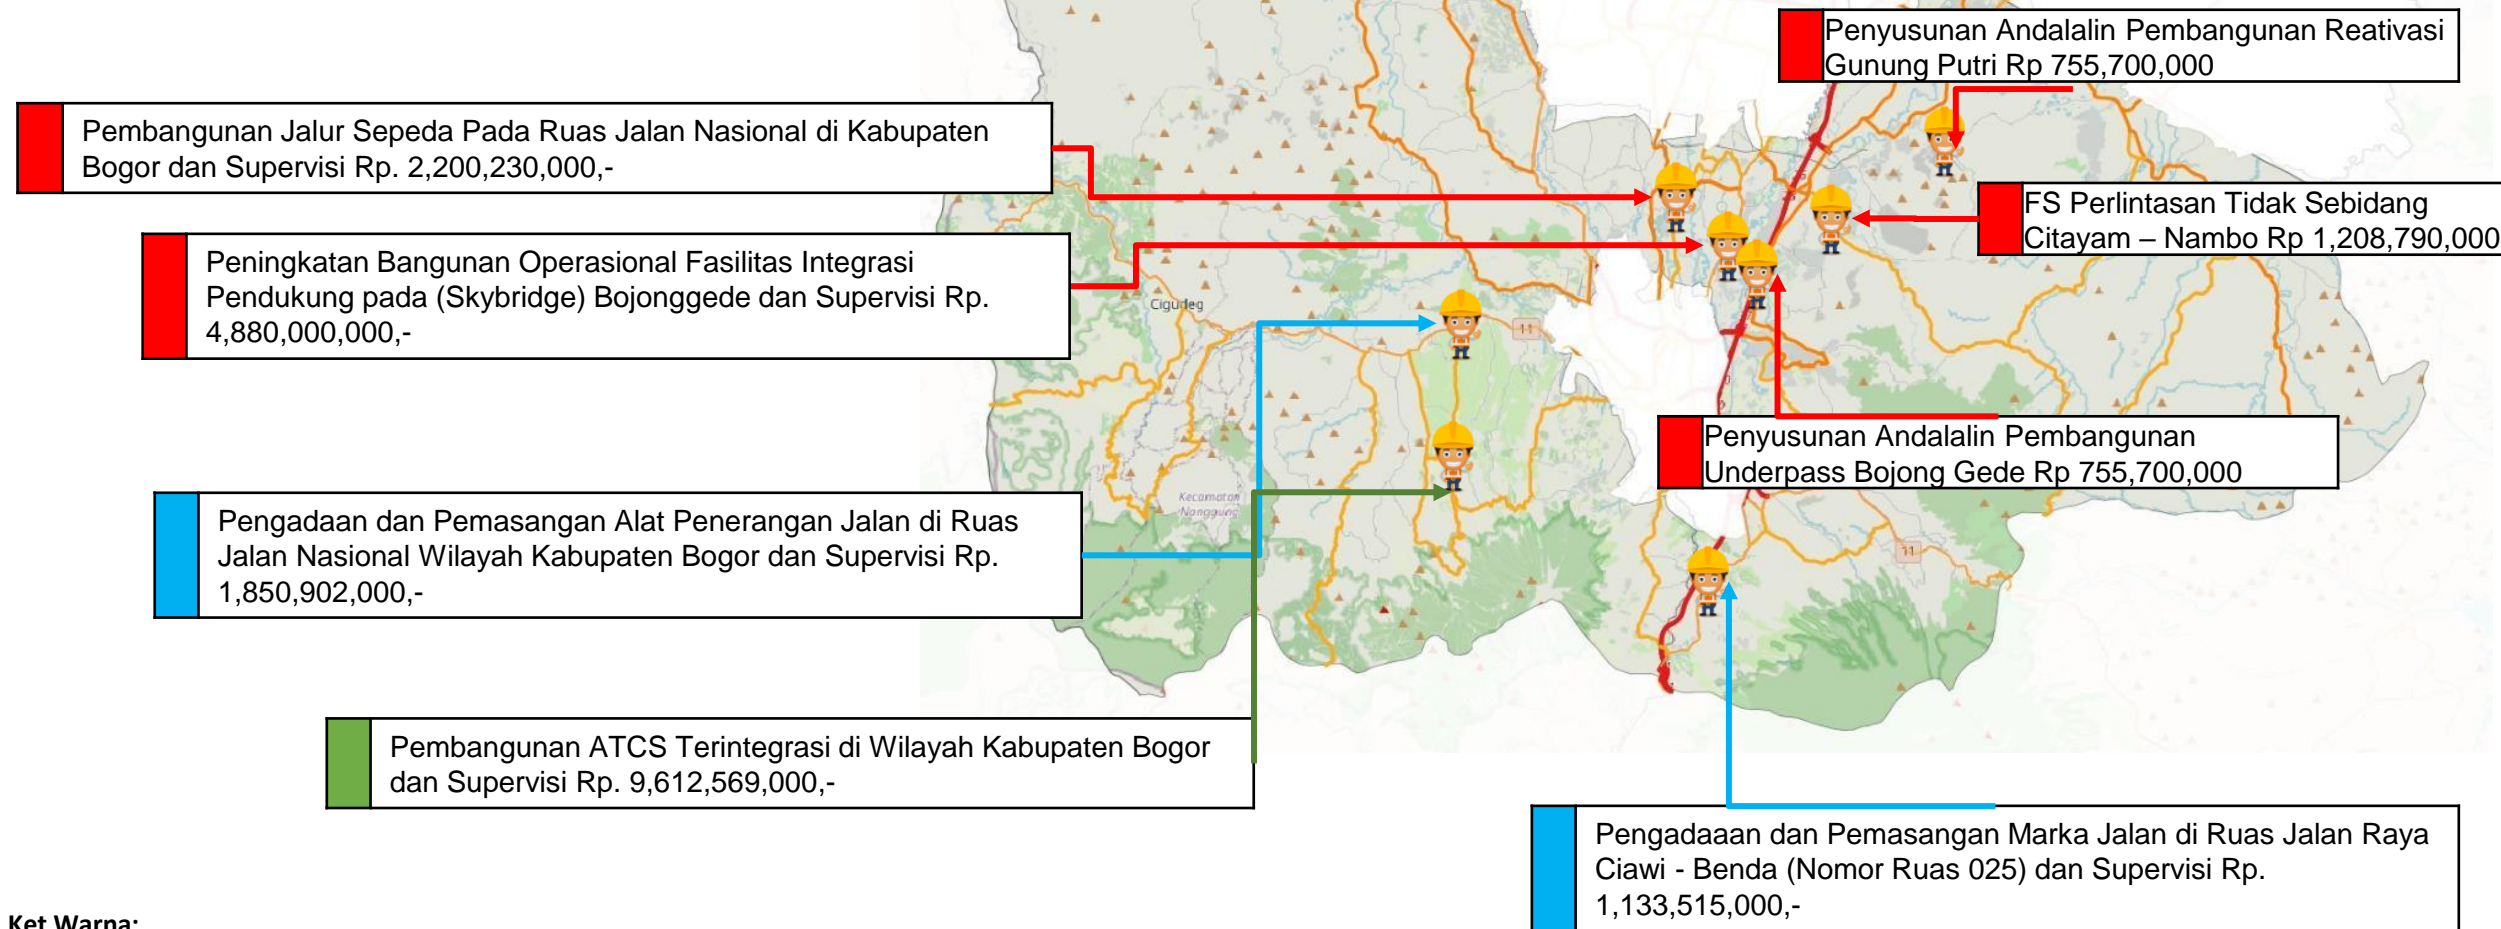 Penyusunan Andalalin Pembangunan Reativasi
Gunung Putri Rp 755,700,000
Pembangunan Jalur Sepeda Pada Ruas Jalan Nasional di Kabupaten
Bogor dan Supervisi Rp. 2,200,230,000,-
FS Perlintasan Tidak Sebidang
Citayam – Nambo Rp 1,208,790,000
Peningkatan Bangunan Operasional Fasilitas Integrasi
Pendukung pada (Skybridge) Bojonggede dan Supervisi Rp.
4,880,000,000,-
Cigudeg
11
Penyusunan Andalalin Pembangunan
Underpass Bojong Gede Rp 755,700,000
Kecamatan
Nanggung
Pengadaan dan Pemasangan Alat Penerangan Jalan di Ruas
Jalan Nasional Wilayah Kabupaten Bogor dan Supervisi Rp.
1,850,902,000,-
11
Pembangunan ATCS Terintegrasi di Wilayah Kabupaten Bogor
dan Supervisi Rp. 9,612,569,000,-
Pengadaaan dan Pemasangan Marka Jalan di Ruas Jalan Raya
Ciawi - Benda (Nomor Ruas 025) dan Supervisi Rp.
1,133,515,000,-
Ket Warna: